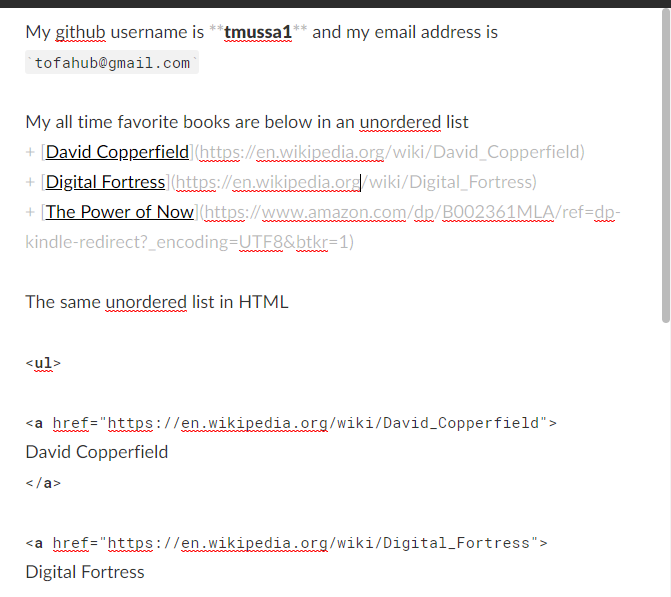 My github username is **tmussa1** and my email address is
`tofahub@gmail.com`
My all time favorite books are below in an unordered list
+ [David Copperfield](https://en.wikipedia.org/wiki/David_Copperfield)
+ [Digital Fortress](https://en.wikipedia.org/wiki/Digital_Fortress)
+ [The Power of Now](https://www.amazon.com/dp/B002361MLA/ref=dp-
kindle-redirect?_encoding=UTF8&btkr=1)
The same unordered list in HTML
<ul>
<a href="https://en.wikipedia.org/wiki/David_Copperfield">
David Copperfield
</a>
<a href="https://en.wikipedia.org/wiki/Digital_Fortress">
Digital Fortress